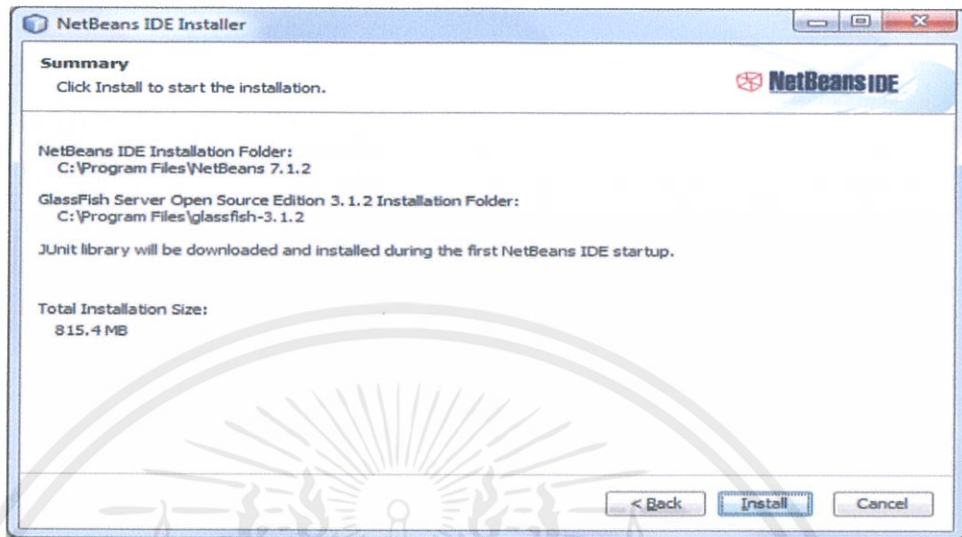 NetBeans IDE Installer
Summary
Click Install to start the installation.
NetBeans IDE
NetBeans IDE Installation Folder:
C:\Program Files\NetBeans 7.1.2
GlassFish Server Open Source Edition 3.1.2 Installation Folder:
C:\Program Files\glassfish-3.1.2
JUnit library will be downloaded and installed during the first NetBeans IDE startup.
Total Installation Size:
815.4 MB
< Back Install Cancel